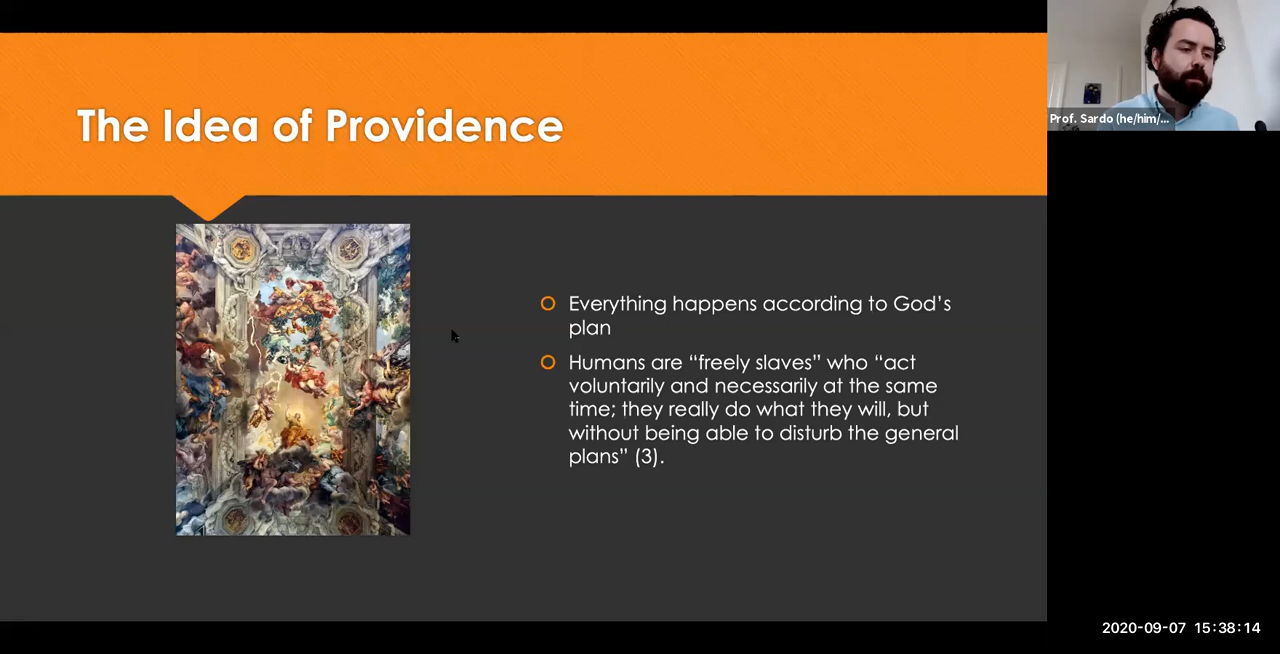 The Idea of Providence
Everything happens according to God’s
plan
Humans are “freely slaves” who “act
voluntarily and necessarily at the same
time; they really do what they will, but
without being able to disturb the general
plans” (3).
Prof. Sardo (he/him/...
2020-09-07 15:38:14